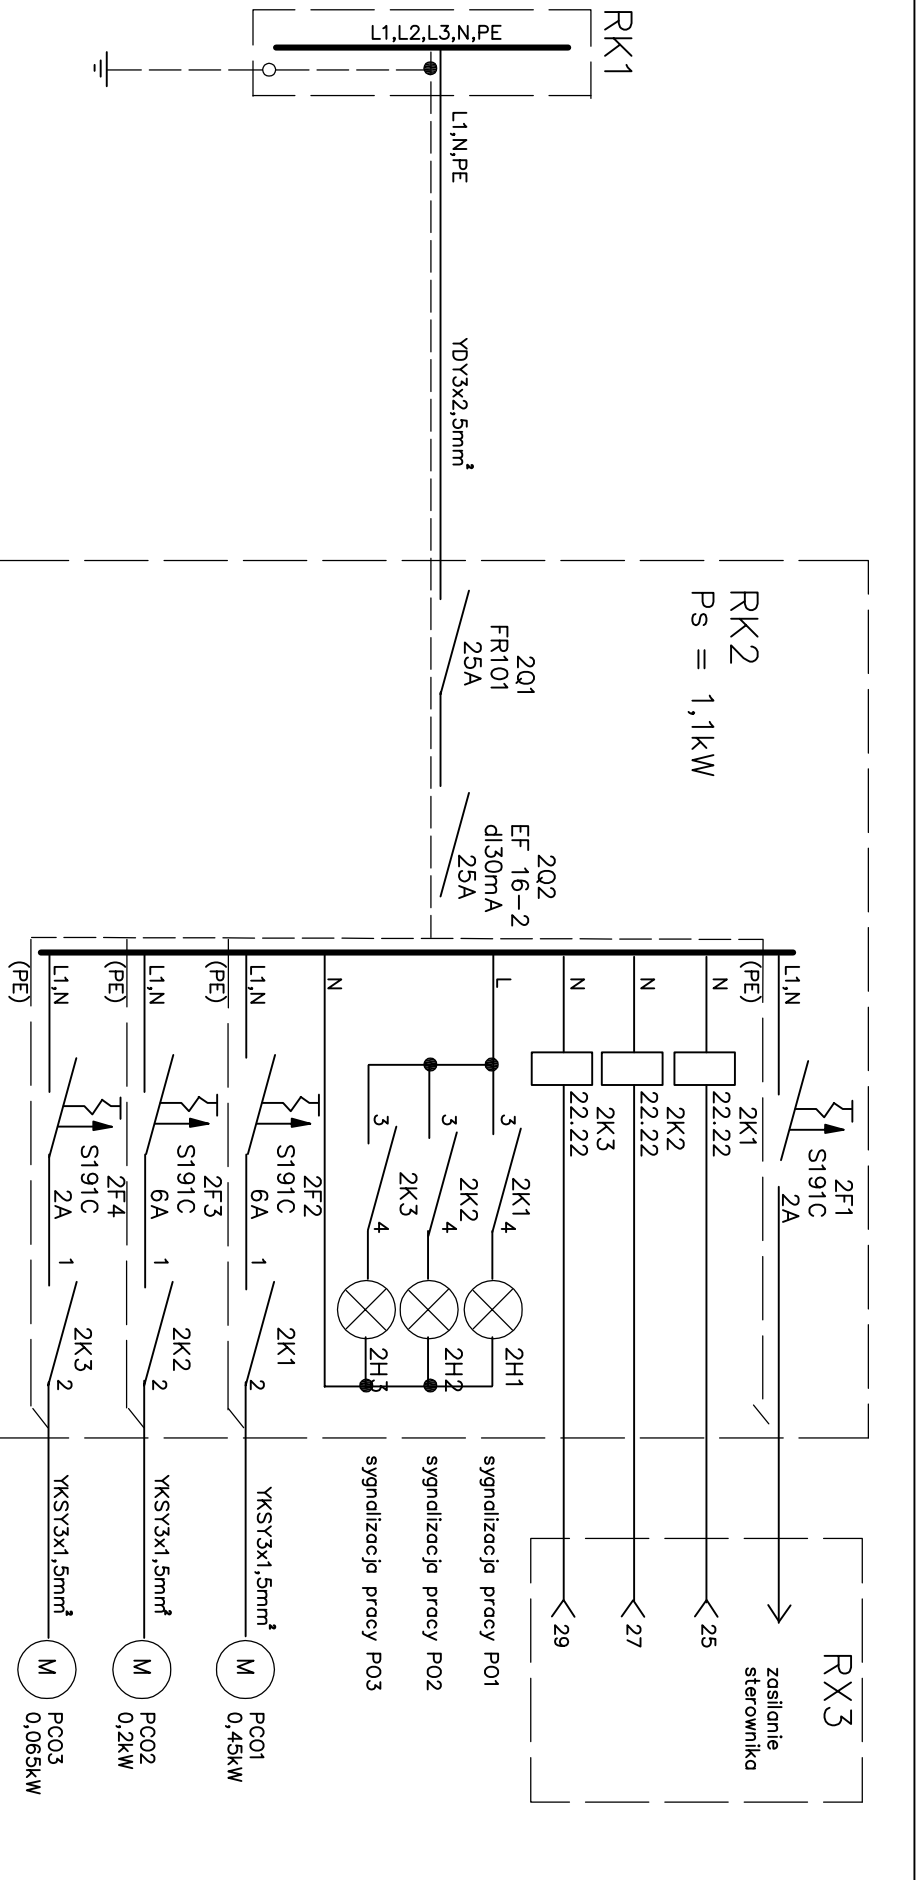 RK1
L1,L2,L3,N,PE
L1,N,PE
YDY3x2,5mm²
RK2
Ps = 1,1kW
2Q1
FR101
25A
2Q2
EF 16-2
dI30mA
25A
L1,N
(PE)
2F1
S191C
2A
RX3
zasilanie
sterownika
N
2K1
22.22
25
N
2K2
22.22
27
N
2K3
22.22
29
L
3
2K1
4
2H1
sygnalizacja pracy PO1
3
2K2
4
2H2
sygnalizacja pracy PO2
3
2K3
4
2H3
sygnalizacja pracy PO3
N
L1,N
(PE)
2F2
S191C
6A
1
2K1
2
YKSY3x1,5mm²
M
PCO1
0,45kW
L1,N
(PE)
2F3
S191C
6A
1
2K2
2
YKSY3x1,5mm²
M
PCO2
0,2kW
L1,N
(PE)
2F4
S191C
2A
1
2K3
2
YKSY3x1,5mm²
M
PCO3
0,065kW